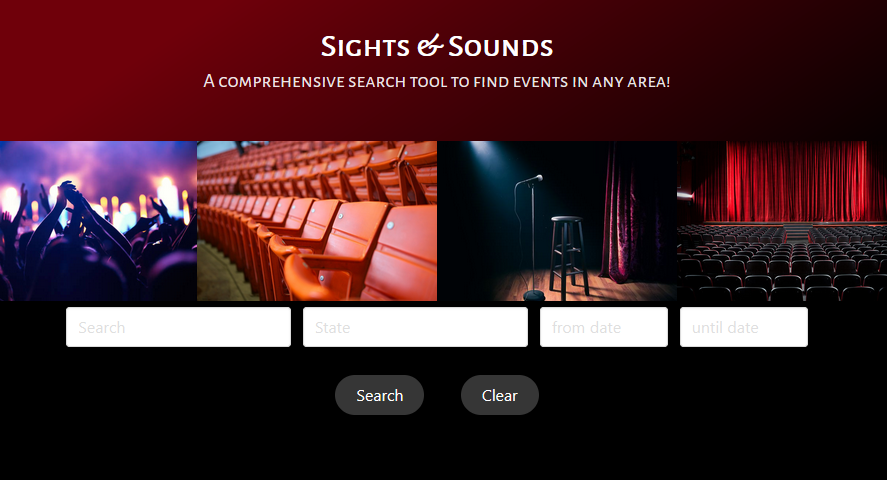 Sights & Sounds
A comprehensive search tool to find events in any area!
Search
State
from date
until date
Search
Clear